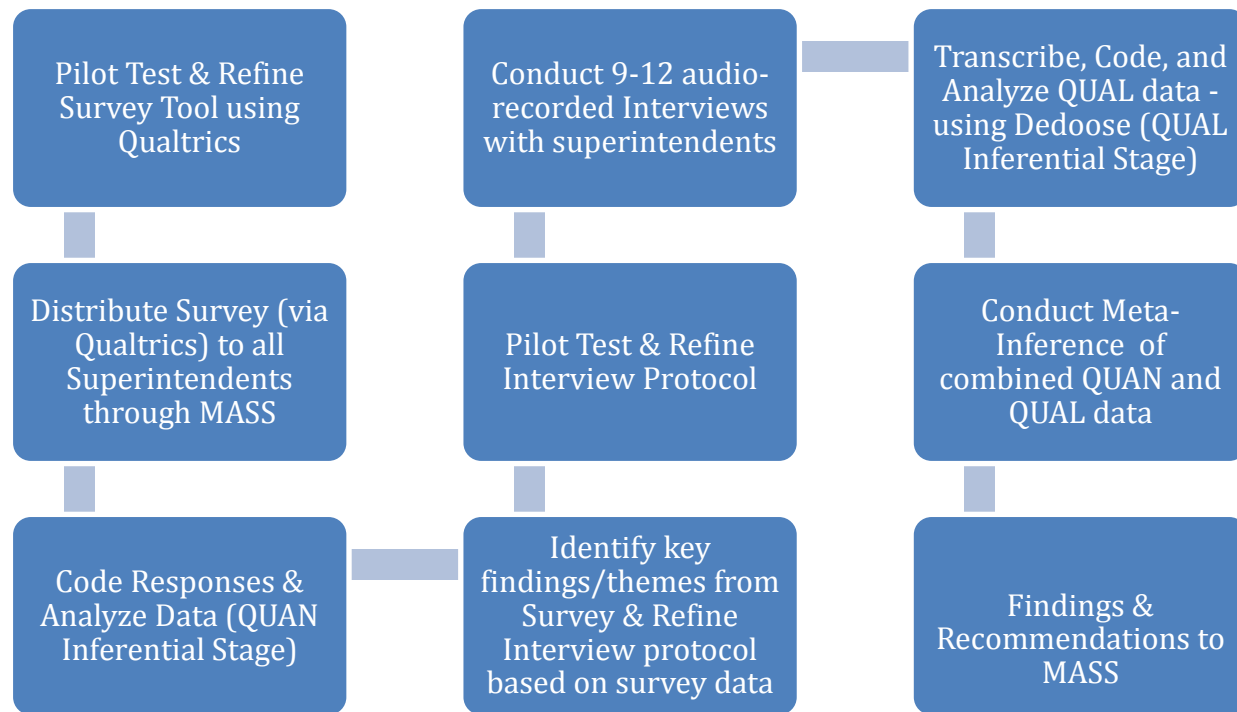 Pilot Test & Refine
Survey Tool using
Qualtrics
Distribute Survey (via
Qualtrics) to all
Superintendents
through MASS
Code Responses &
Analyze Data (QUAN
Inferential Stage)
Identify key
findings/themes from
Survey & Refine
Interview protocol
based on survey data
Pilot Test & Refine
Interview Protocol
Conduct 9-12 audio-
recorded Interviews
with superintendents
Transcribe, Code, and
Analyze QUAL data -
using Dedoose (QUAL
Inferential Stage)
Conduct Meta-
Inference of
combined QUAN and
QUAL data
Findings &
Recommendations to
MASS